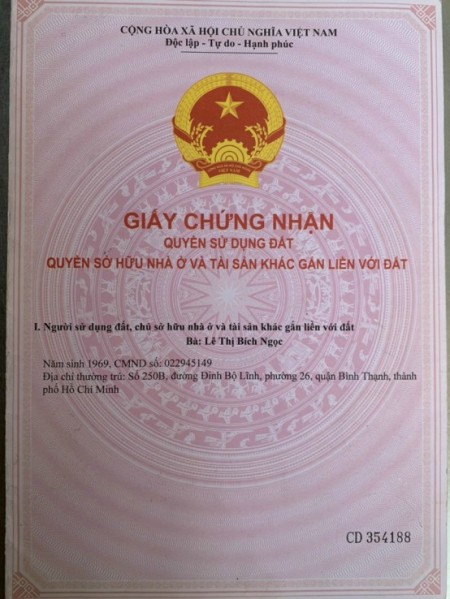 CỘNG HÒA XÃ HỘI CHỦ NGHĨA VIỆT NAM
Độc lập - Tự do - Hạnh phúc
VIỆT NAM
GIẤY CHỨNG NHẬN
QUYỀN SỬ DỤNG ĐẤT
QUYỀN SỞ HỮU NHÀ Ở VÀ TÀI SẢN KHÁC GẮN LIỀN VỚI ĐẤT
I. Người sử dụng đất, chủ sở hữu nhà ở và tài sản khác gắn liền với đất
Bà: Lê Thị Bích Ngọc
Năm sinh 1969, CMND số: 022945149
Địa chỉ thường trú: Số 250B, đường Đinh Bộ Lĩnh, phường 26, quận Bình Thạnh, thành
phố Hồ Chí Minh
CD 354188